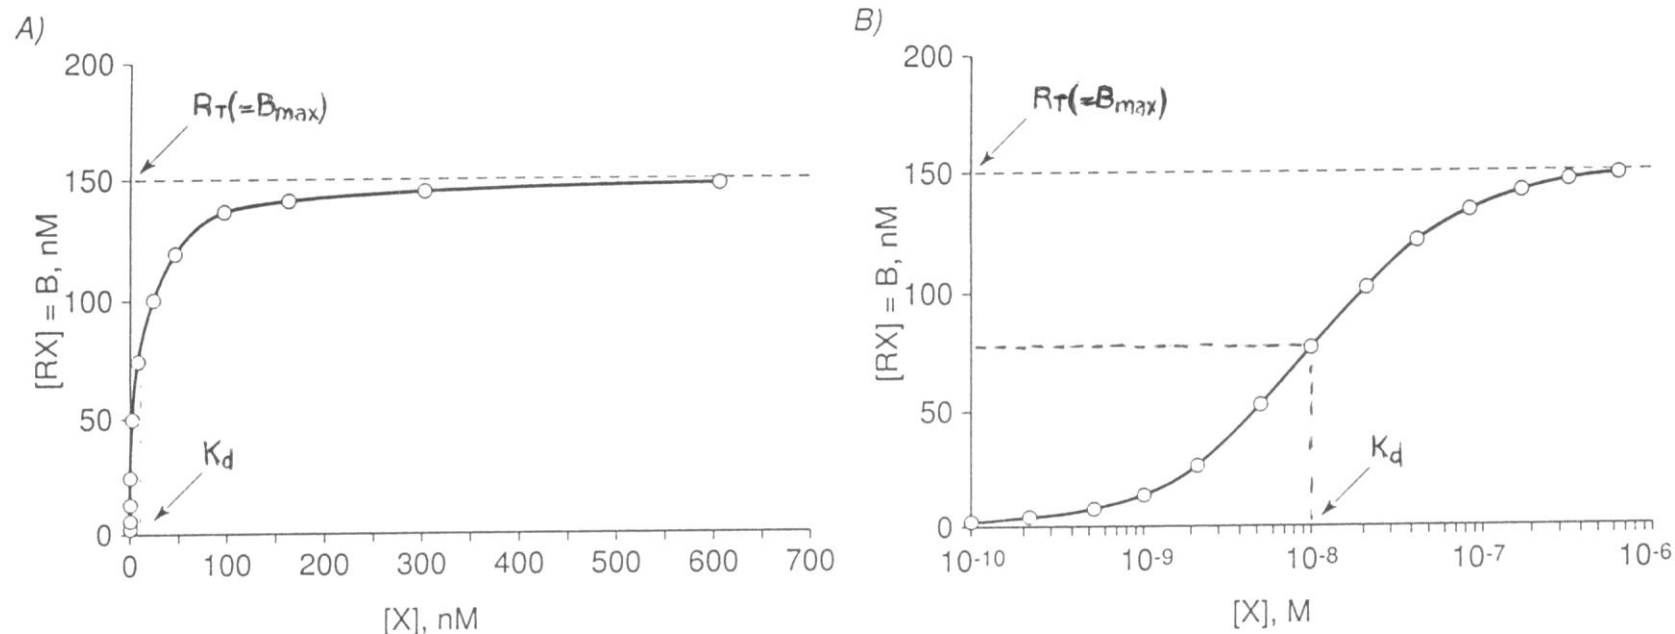 A)
200
R_T(=B_max)
150
100
50
0
[RX] = B, nM
K_d
0 100 200 300 400 500 600 700
[X], nM
B)
200
R_T(=B_max)
150
100
50
0
[RX] = B, nM
K_d
10⁻¹⁰ 10⁻⁹ 10⁻⁸ 10⁻⁷ 10⁻⁶
[X], M